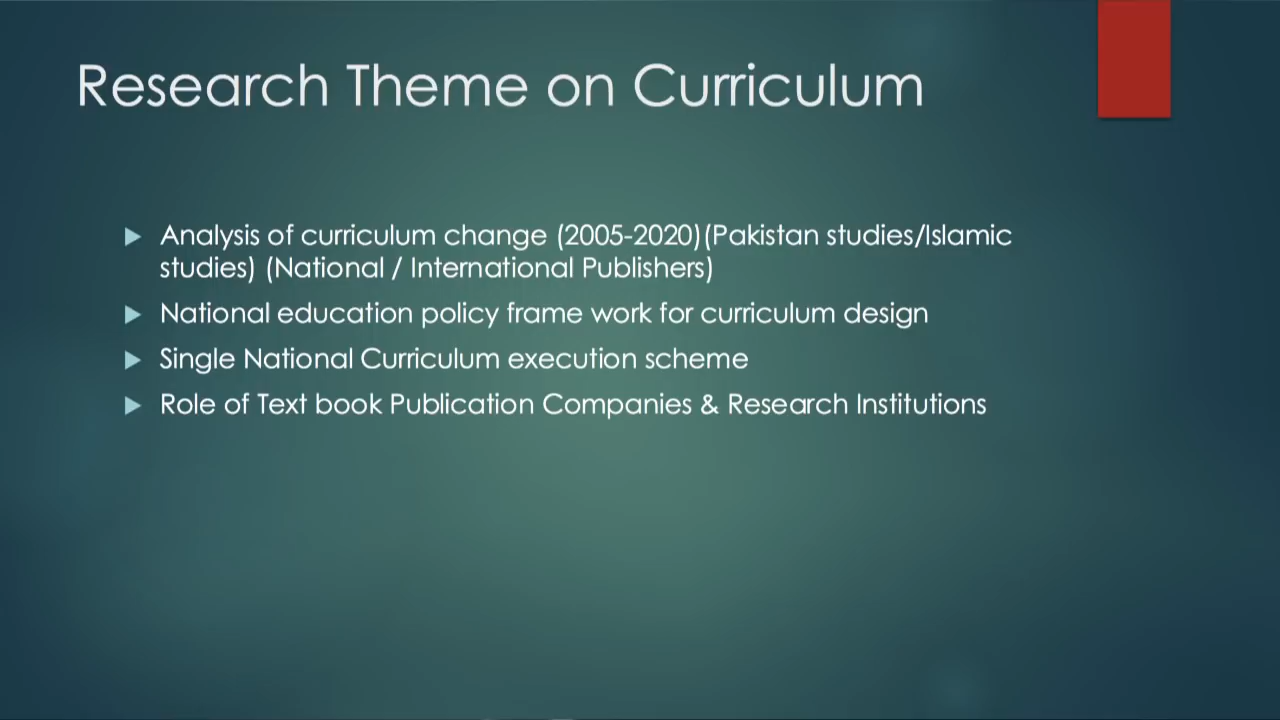 Research Theme on Curriculum
Analysis of curriculum change (2005-2020)(Pakistan studies/Islamic
studies) (National / International Publishers)
National education policy frame work for curriculum design
Single National Curriculum execution scheme
Role of Text book Publication Companies & Research Institutions